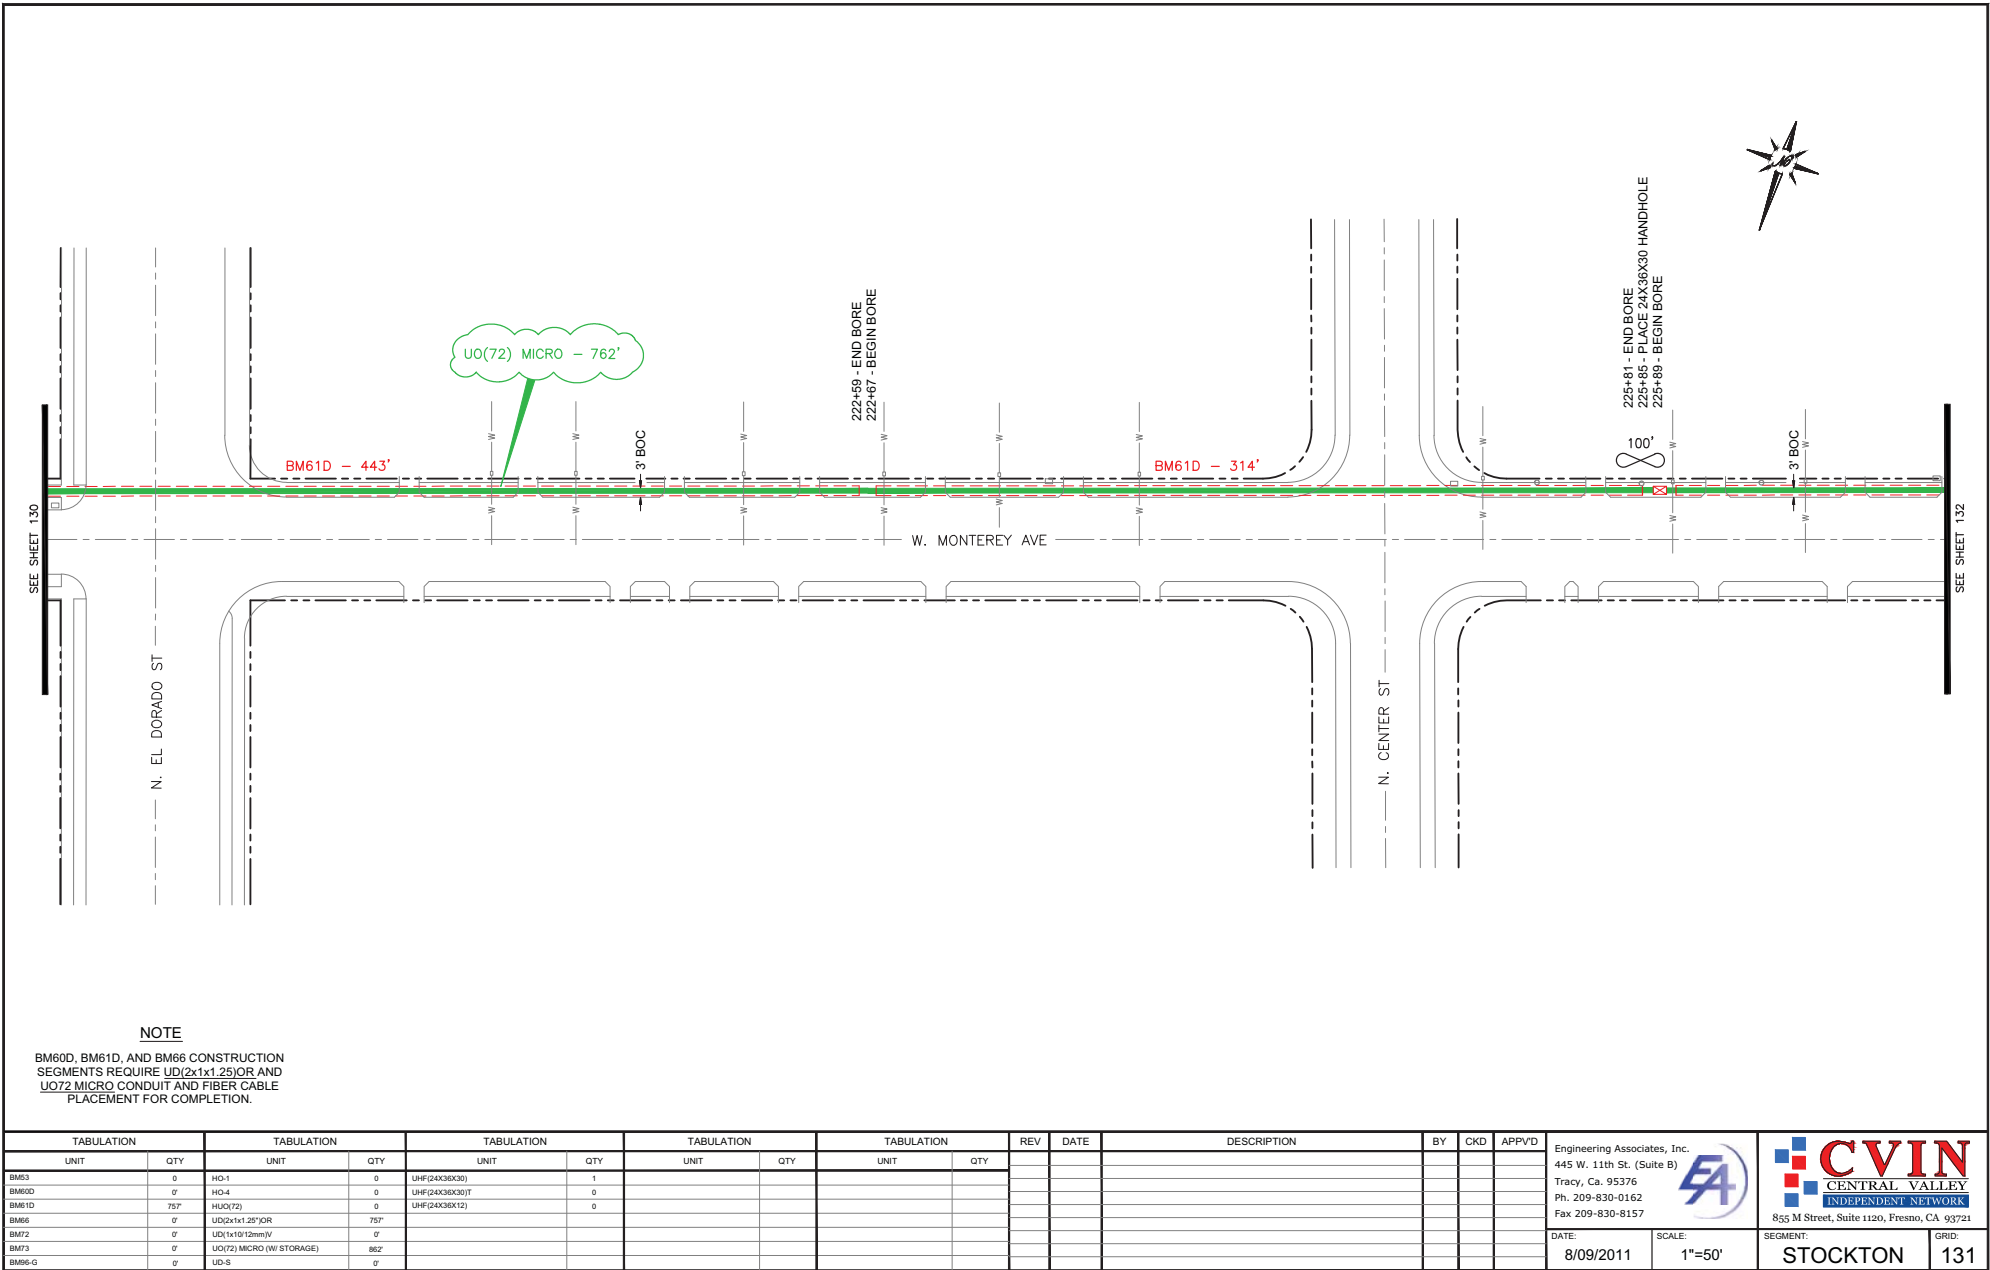 222+59 - END BORE
222+67 - BEGIN BORE
225+81 - END BORE
225+85 - PLACE 24X36X30 HANDHOLE
225+89 - BEGIN BORE
UO(72) MICRO - 762'
BM61D - 443'
3' BOC
BM61D - 314'
100'
3' BOC
W W W W W W W W W
W W W W W W W W W
SEE SHEET 130
W. MONTEREY AVE
SEE SHEET 132
N. EL DORADO ST
N. CENTER ST
NOTE
BM60D, BM61D, AND BM66 CONSTRUCTION
SEGMENTS REQUIRE UD(2x1x1.25)OR AND
UO72 MICRO CONDUIT AND FIBER CABLE
PLACEMENT FOR COMPLETION.
TABULATION TABULATION TABULATION TABULATION TABULATION REV DATE DESCRIPTION BY CKD APPV'D
UNIT QTY UNIT QTY UNIT QTY UNIT QTY UNIT QTY
BM53 0 HO-1 0 UHF(24X36X30) 1
BM60D 0' HO-4 0 UHF(24X36X30)T 0
BM61D 757' HUO(72) 0 UHF(24X36X12) 0
BM66 0' UD(2x1x1.25")OR 757'
BM72 0' UD(1x10/12mm)V 0'
BM73 0' UO(72) MICRO (W/ STORAGE) 862'
BM96-G 0' UD-S 0'
Engineering Associates, Inc.
445 W. 11th St. (Suite B)
Tracy, Ca. 95376
Ph. 209-830-0162
Fax 209-830-8157
EA
CVIN
CENTRAL VALLEY
INDEPENDENT NETWORK
855 M Street, Suite 1120, Fresno, CA 93721
DATE: 8/09/2011
SCALE: 1"=50'
SEGMENT: STOCKTON
GRID: 131